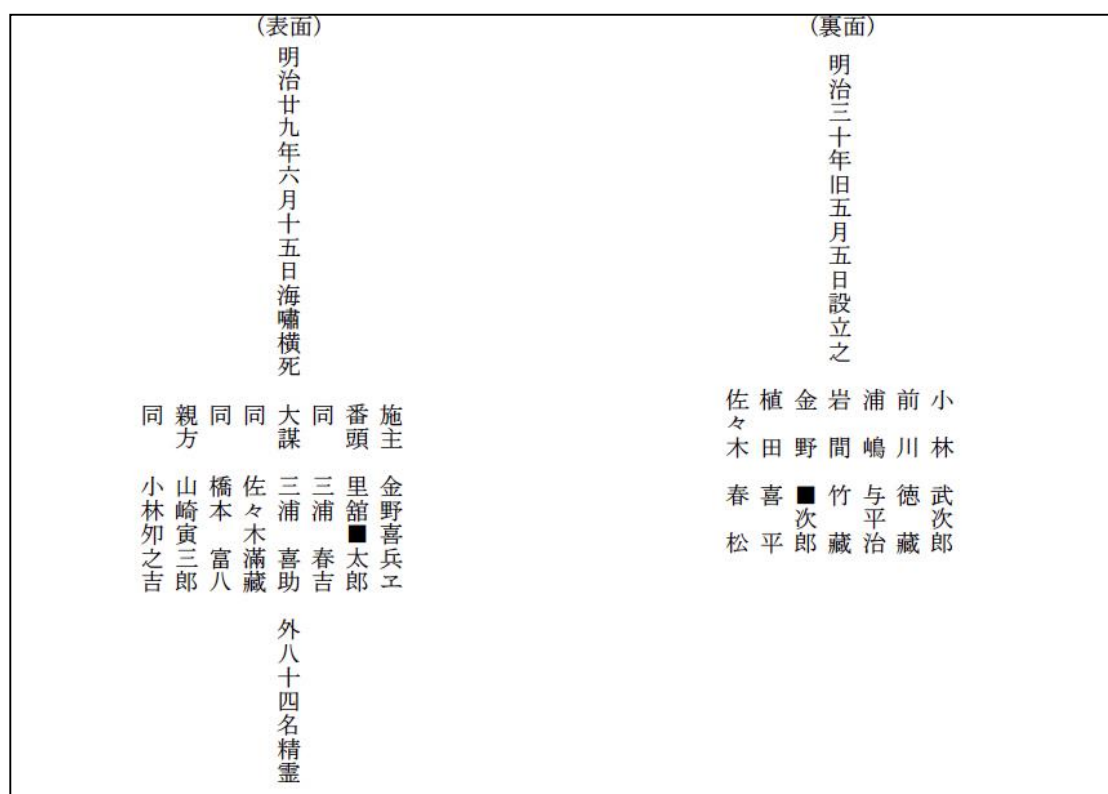 (表面)
明治廿九年六月十五日海嘯横死
施主 金野喜兵ヱ
番頭 里舘■太郎
同 三浦春吉
大謀 三浦喜助
同 佐々木滿藏
同 橋本富八
親方 山崎寅三郎
同 小林夘之吉
外八十四名精霊
(裏面)
明治三十年旧五月五日設立之
小林 武次郎
前川 徳藏
浦嶋 与平治
岩間 竹藏
金野 ■次郎
植田 喜平
佐々木 春松